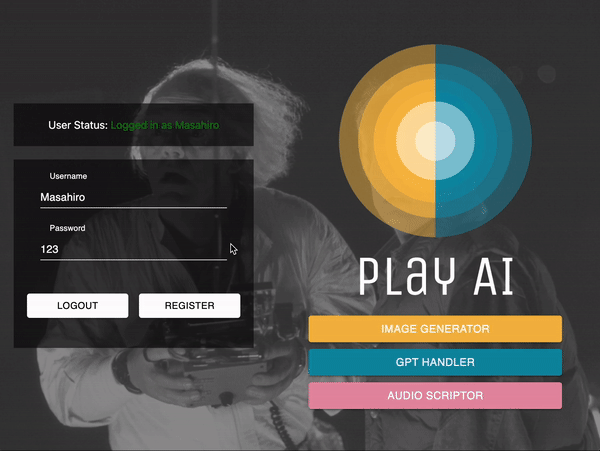 User Status: Logged in as Masahiro
Username
Masahiro
Password
123
LOGOUT
REGISTER
PLAY AI
IMAGE GENERATOR
GPT HANDLER
AUDIO SCRIPTOR